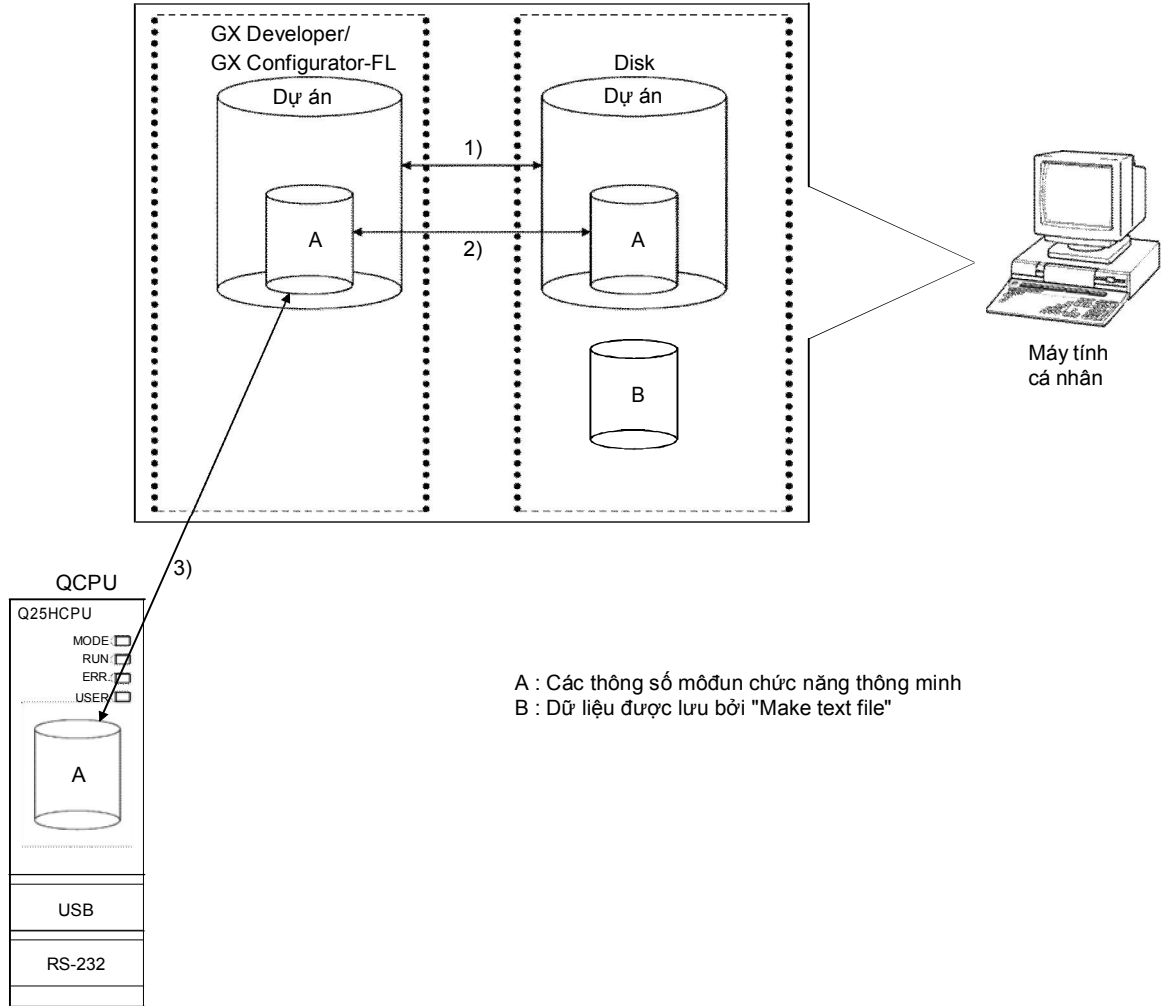 GX Developer/
GX Configurator-FL
Dự án
Disk
Dự án
1)
A
2)
A
B
Máy tính
cá nhân
3)
QCPU
Q25HCPU
MODE
RUN
ERR.
USER
A
USB
RS-232
A : Các thông số môđun chức năng thông minh
B : Dữ liệu được lưu bởi "Make text file"